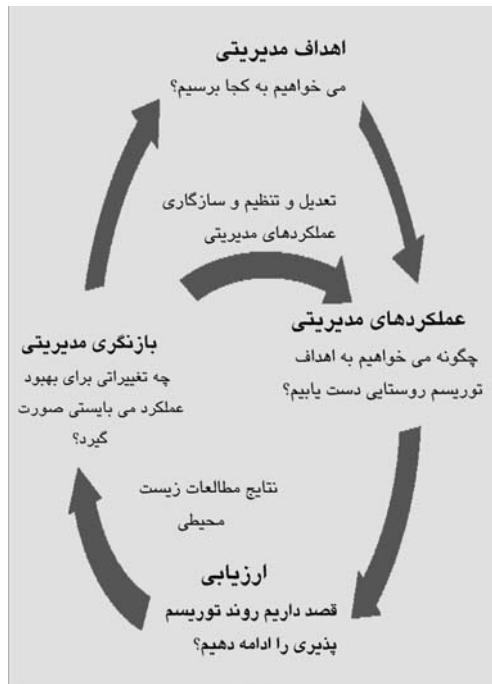 اهداف مدیریتی
می خواهیم به کجا برسیم؟
تعدیل و تنظیم و سازگاری
عملکردهای مدیریتی
عملکردهای مدیریتی
چگونه می خواهیم به اهداف
توریسم روستایی دست یابیم؟
بازنگری مدیریتی
چه تغییراتی برای بهبود
عملکرد می بایستی صورت
گیرد؟
نتایج مطالعات زیست
محیطی
ارزیابی
قصد داریم روند توریسم
پذیری را ادامه دهیم؟